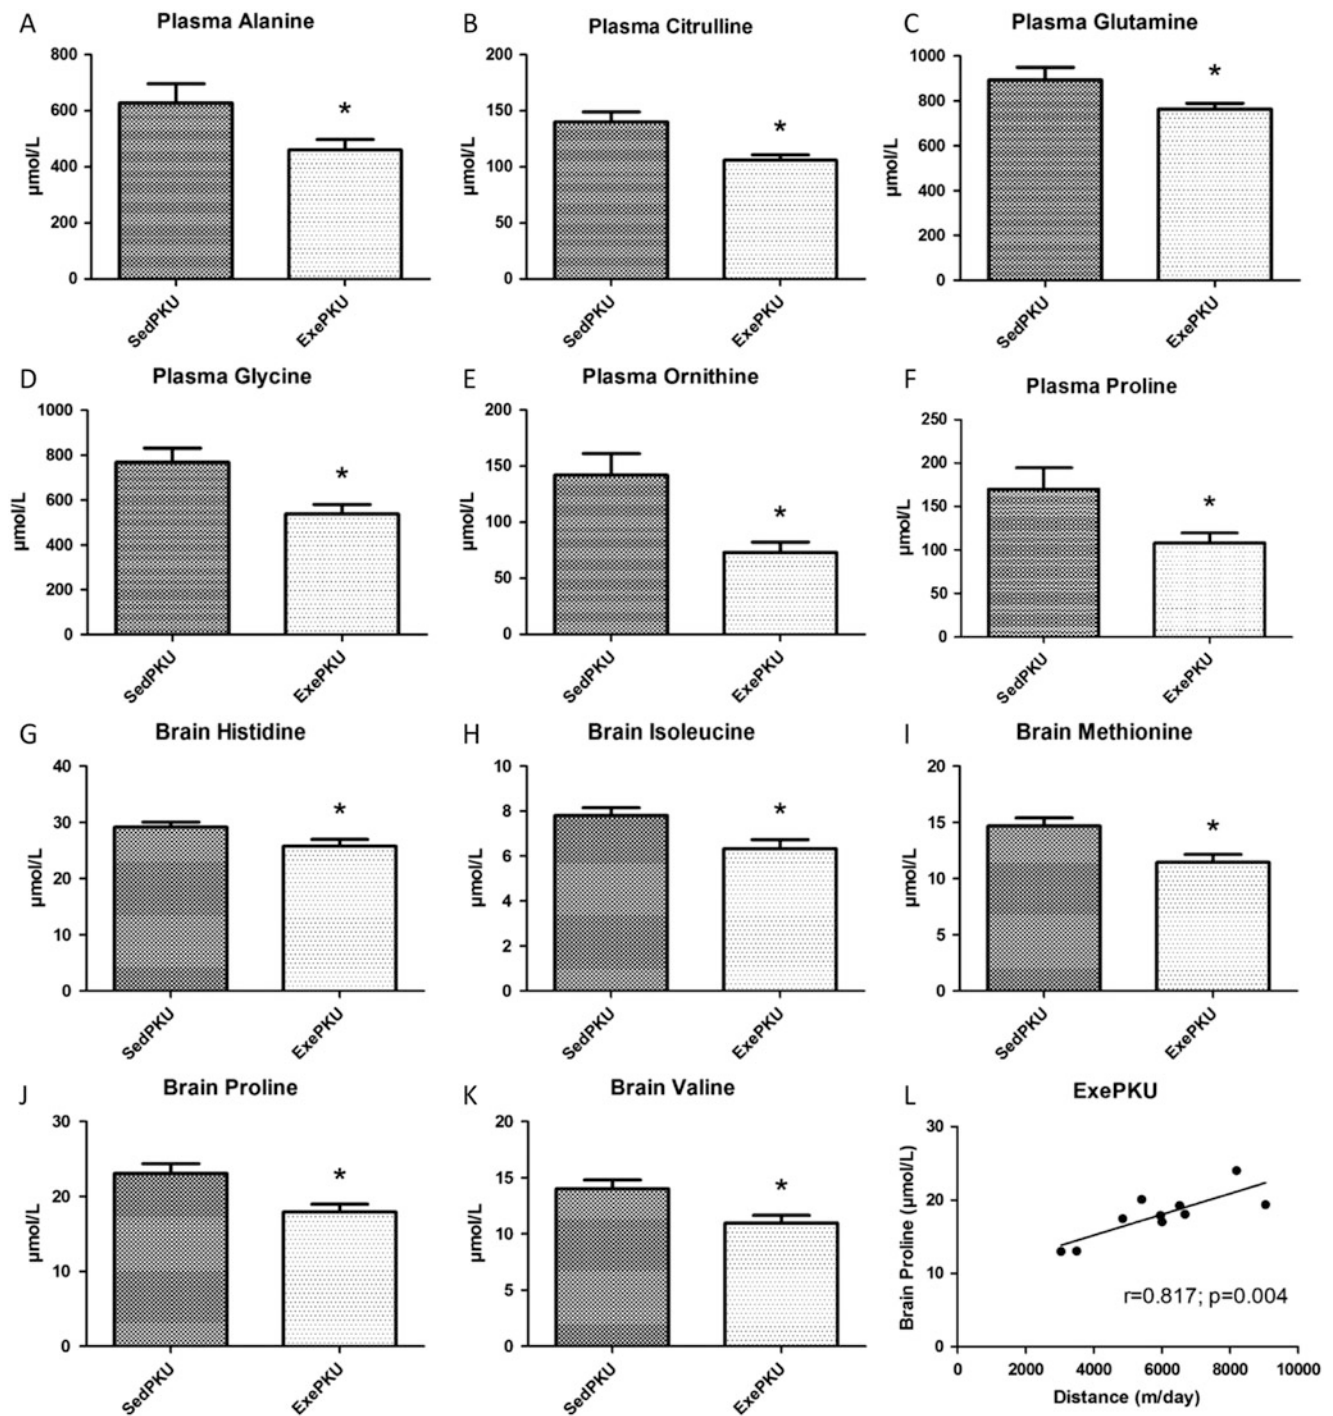 A
Plasma Alanine
800
600
400
200
0
µmol/L
SedPKU
ExePKU
*
B
Plasma Citrulline
200
150
100
50
0
µmol/L
SedPKU
ExePKU
*
C
Plasma Glutamine
1000
800
600
400
200
0
µmol/L
SedPKU
ExePKU
*
D
Plasma Glycine
1000
800
600
400
200
0
µmol/L
SedPKU
ExePKU
*
E
Plasma Ornithine
200
150
100
50
0
µmol/L
SedPKU
ExePKU
*
F
Plasma Proline
250
200
150
100
50
0
µmol/L
SedPKU
ExePKU
*
G
Brain Histidine
40
30
20
10
0
µmol/L
SedPKU
ExePKU
*
H
Brain Isoleucine
10
8
6
4
2
0
µmol/L
SedPKU
ExePKU
*
I
Brain Methionine
20
15
10
5
0
µmol/L
SedPKU
ExePKU
*
J
Brain Proline
30
20
10
0
µmol/L
SedPKU
ExePKU
*
K
Brain Valine
20
15
10
5
0
µmol/L
SedPKU
ExePKU
*
L
ExePKU
30
20
10
0
Brain Proline (µmol/L)
r=0.817; p=0.004
0 2000 4000 6000 8000 10000
Distance (m/day)